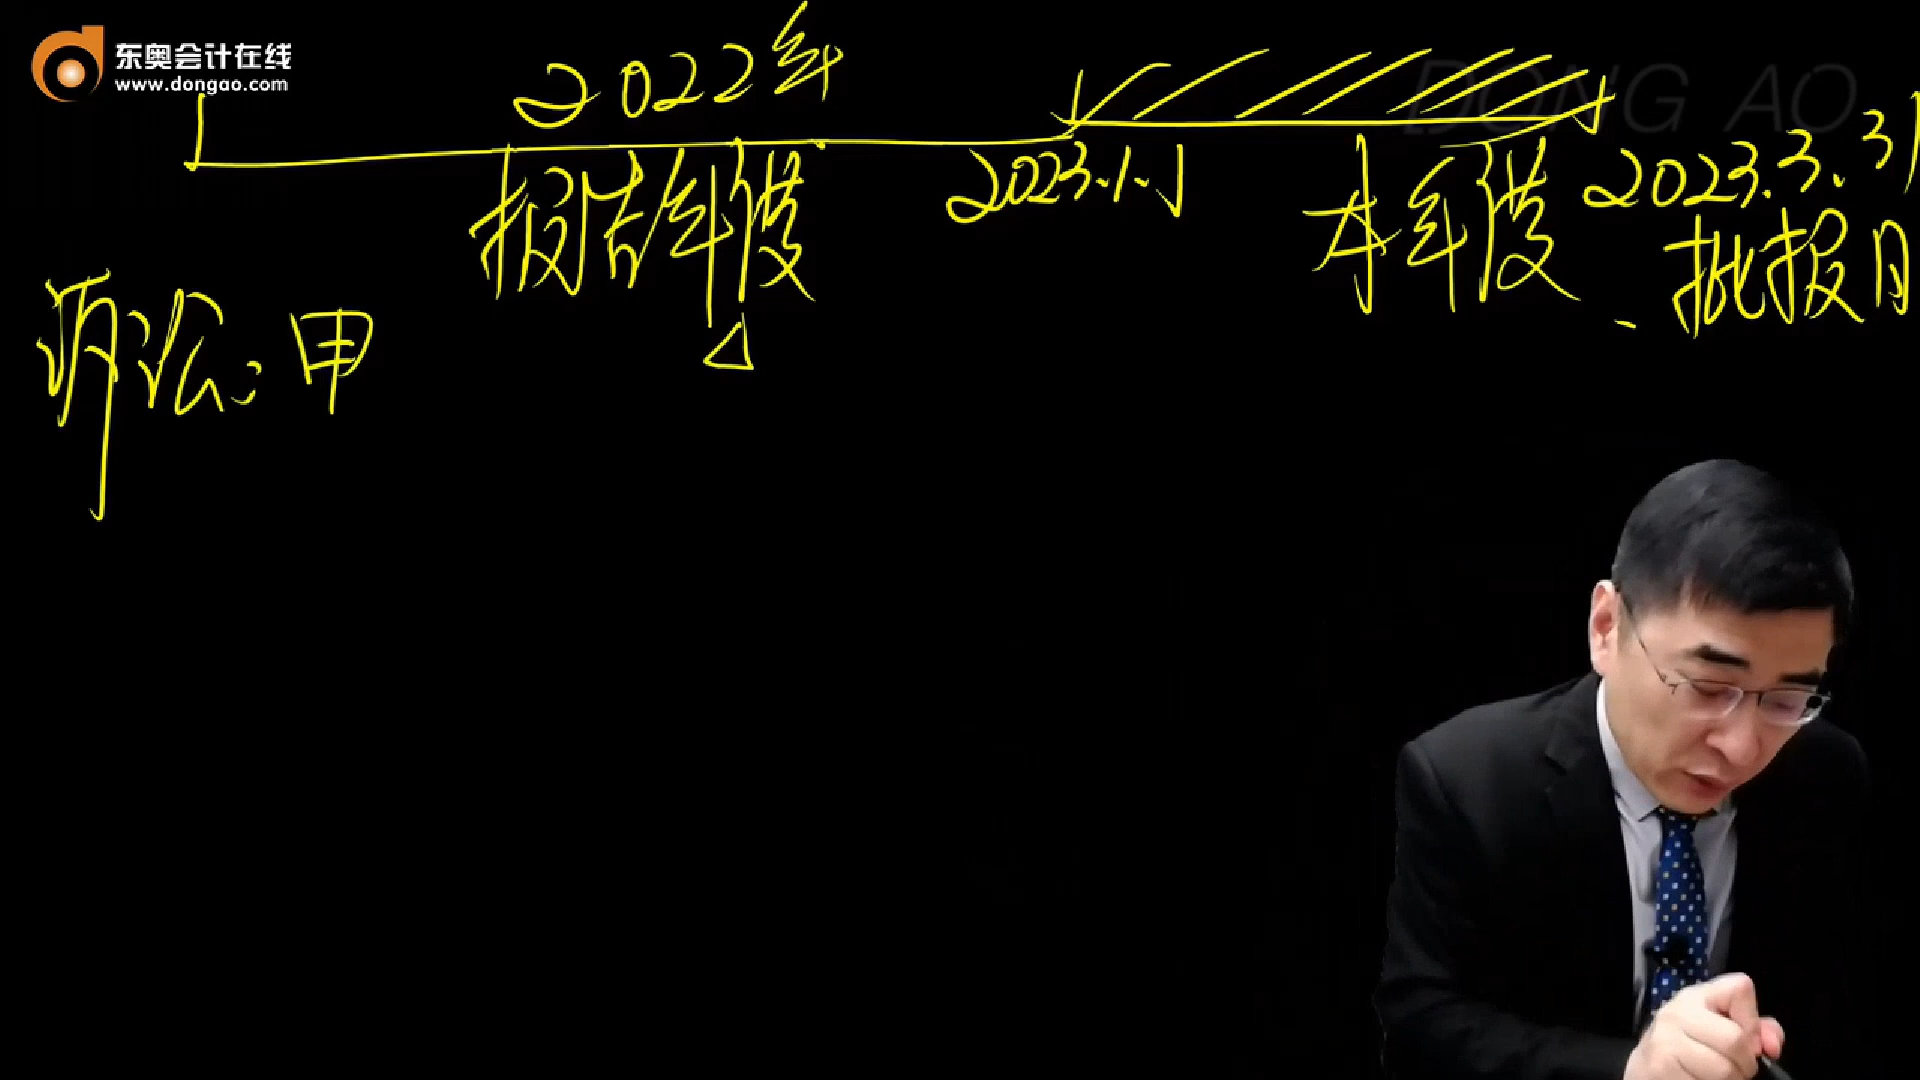 东奥会计在线
www.dongao.com
DONG AO
2022年
报告年度
2023.1.1
本年度
2023.3.31
批报日
诉讼:甲